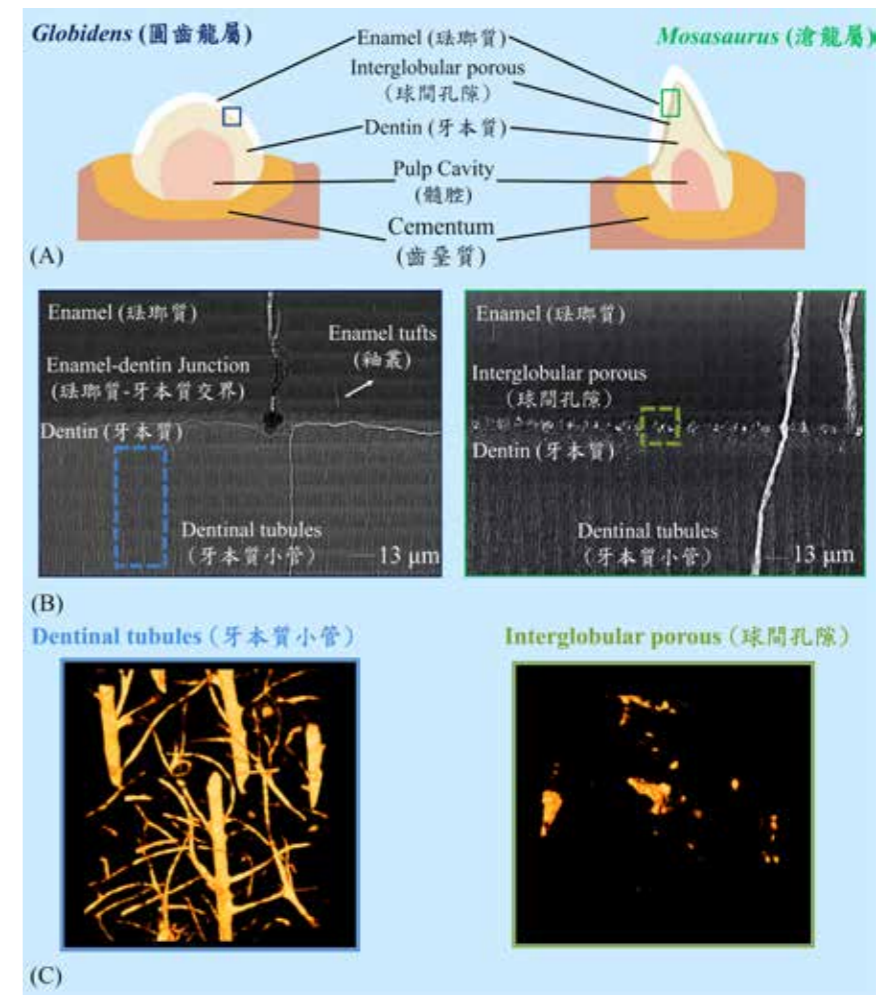 Globidens (圓齒龍屬)
Mosasaurus (滄龍屬)
Enamel (琺瑯質)
Interglobular porous
(球間孔隙)
Dentin (牙本質)
Pulp Cavity
(髓腔)
Cementum
(齒堊質)
(A)
Enamel (琺瑯質)
Enamel tufts
(釉叢)
Enamel-dentin Junction
(琺瑯質-牙本質交界)
Dentin (牙本質)
Dentinal tubules
(牙本質小管)
13 μm
Enamel (琺瑯質)
Interglobular porous
(球間孔隙)
Dentin (牙本質)
Dentinal tubules
(牙本質小管)
13 μm
(B)
Dentinal tubules (牙本質小管)
Interglobular porous (球間孔隙)
(C)